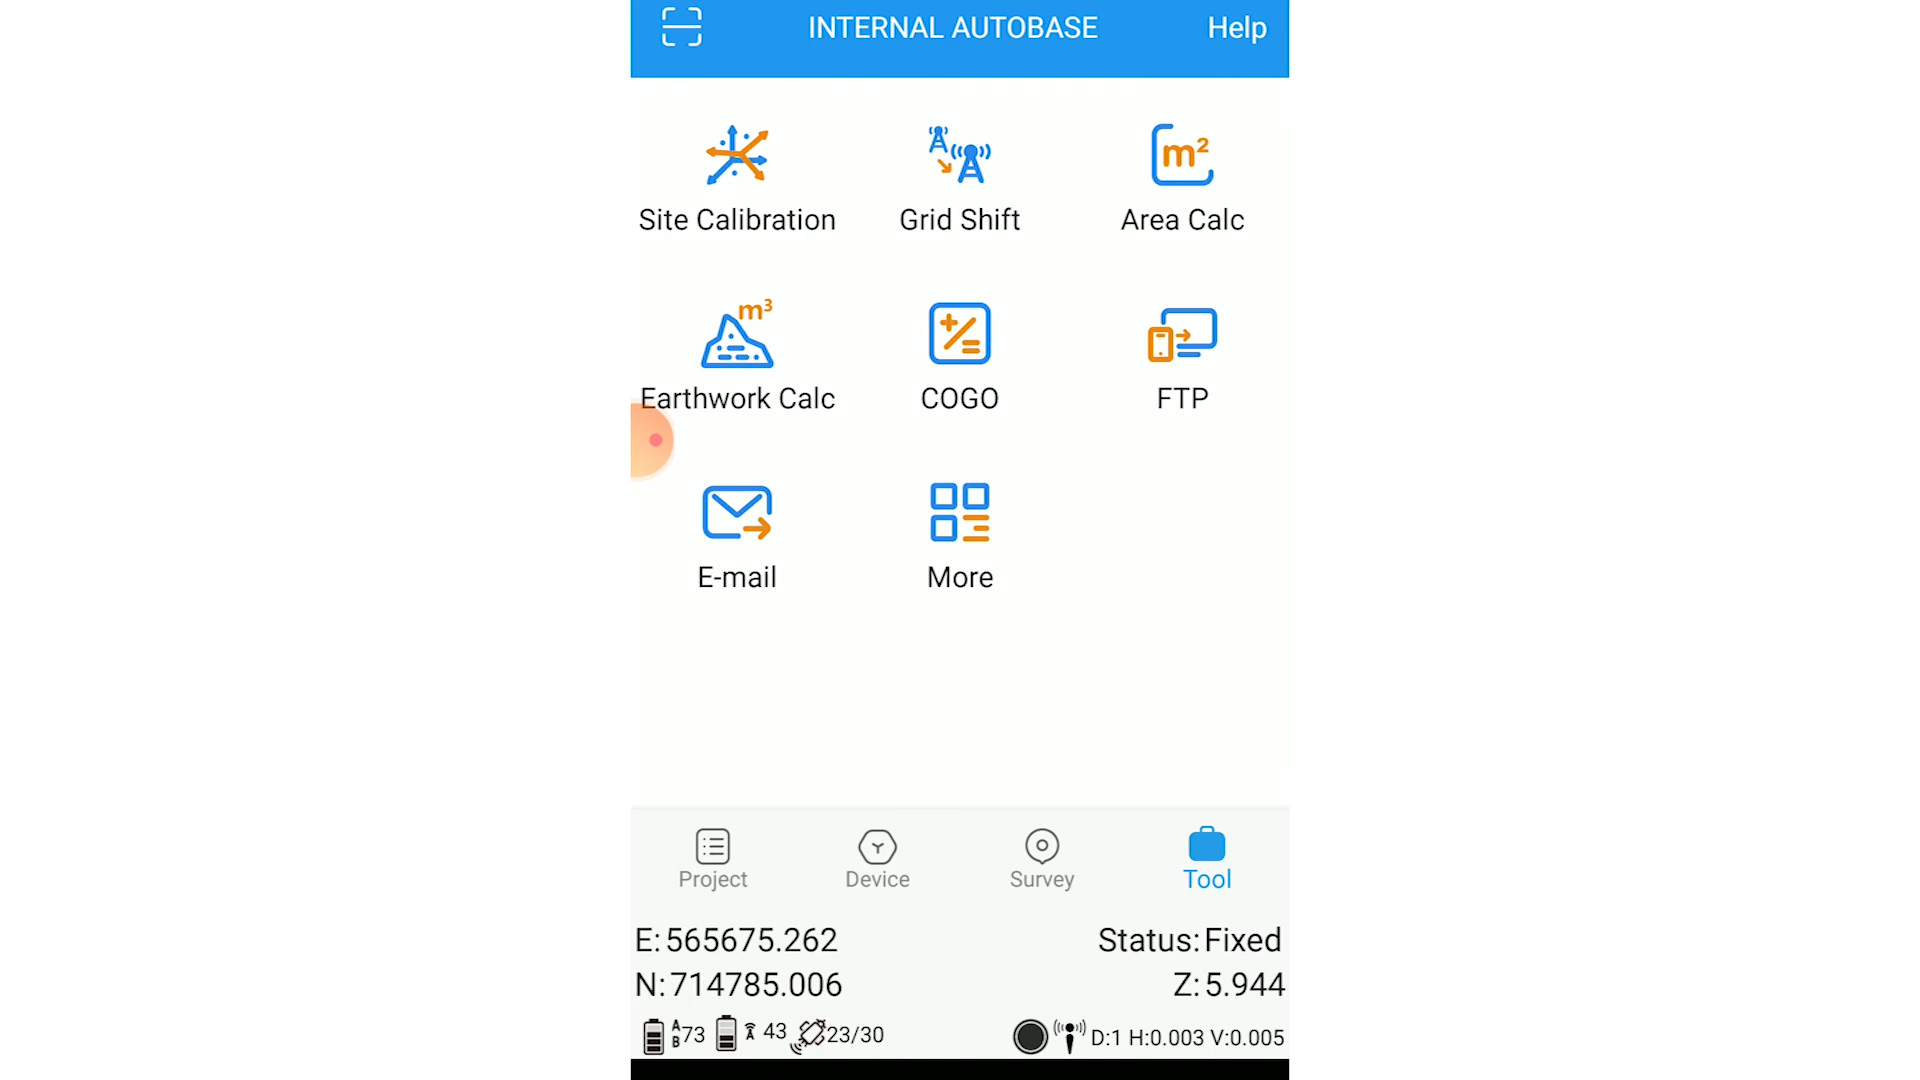 INTERNAL AUTOBASE Help
m²
Site Calibration Grid Shift Area Calc
m³
Earthwork Calc COGO FTP
E-mail More
Project Device Survey Tool
E: 565675.262 Status: Fixed
N: 714785.006 Z: 5.944
A B 73 A 43 23/30 D:1 H:0.003 V:0.005